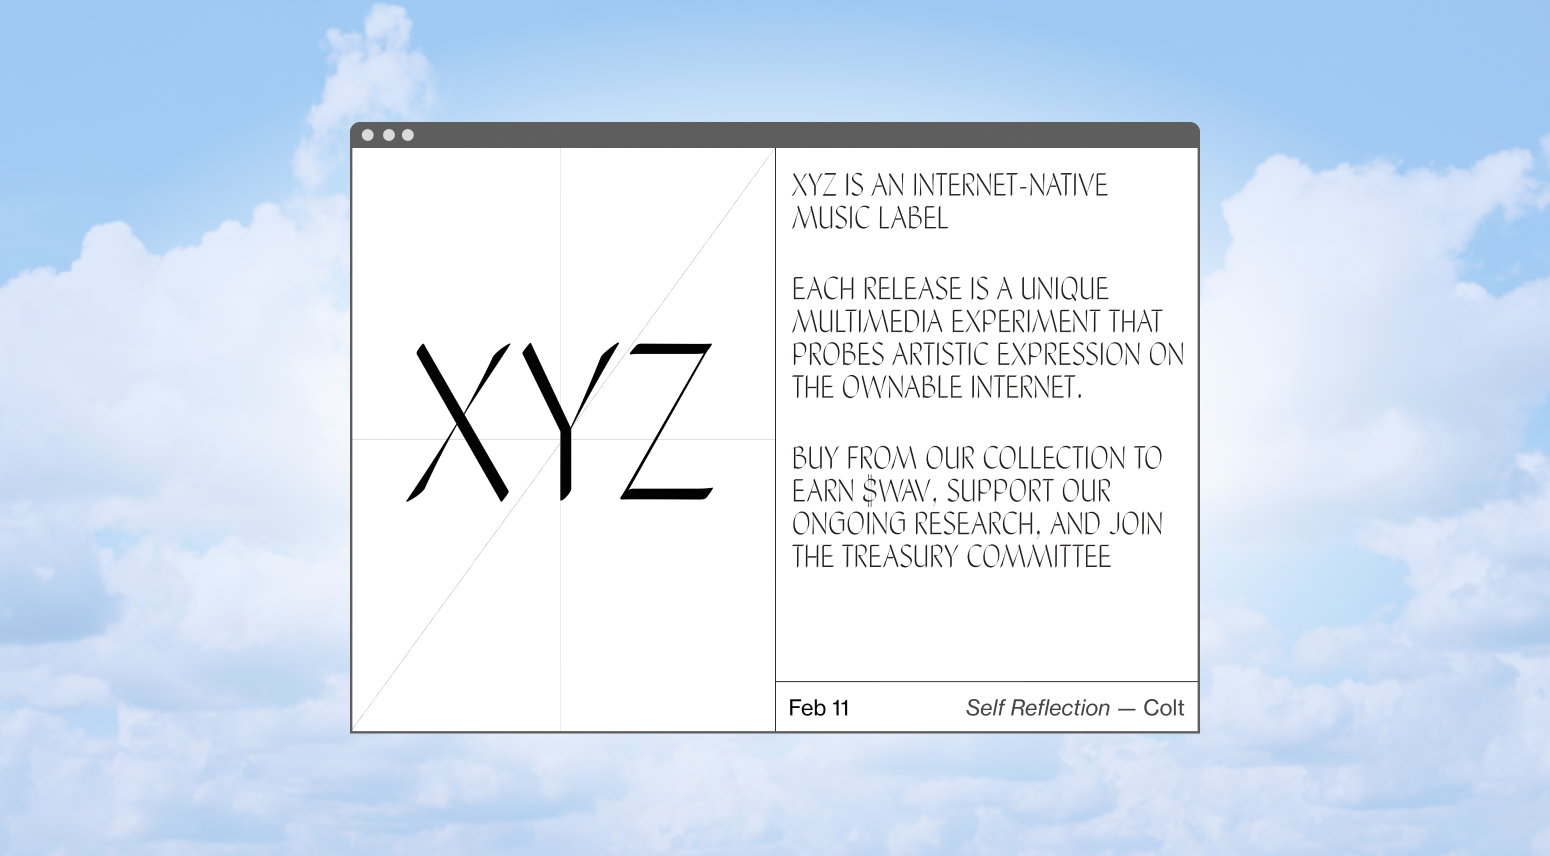 XYZ
XYZ IS AN INTERNET-NATIVE
MUSIC LABEL
EACH RELEASE IS A UNIQUE
MULTIMEDIA EXPERIMENT THAT
PROBES ARTISTIC EXPRESSION ON
THE OWNABLE INTERNET.
BUY FROM OUR COLLECTION TO
EARN $WAV, SUPPORT OUR
ONGOING RESEARCH, AND JOIN
THE TREASURY COMMITTEE
Feb 11 Self Reflection — Colt